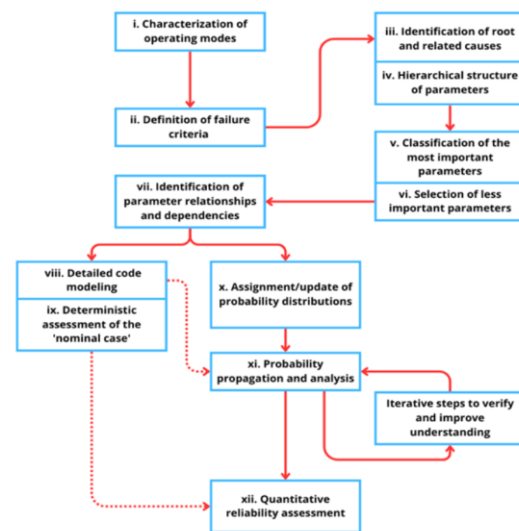 i. Characterization of
operating modes
ii. Definition of failure
criteria
iii. Identification of root
and related causes
iv. Hierarchical structure
of parameters
v. Classification of the
most important
parameters
vi. Selection of less
important parameters
vii. Identification of
parameter relationships
and dependencies
viii. Detailed code
modeling
ix. Deterministic
assessment of the
'nominal case'
x. Assignment/update of
probability distributions
xi. Probability
propagation and analysis
Iterative steps to verify
and improve
understanding
xii. Quantitative
reliability assessment